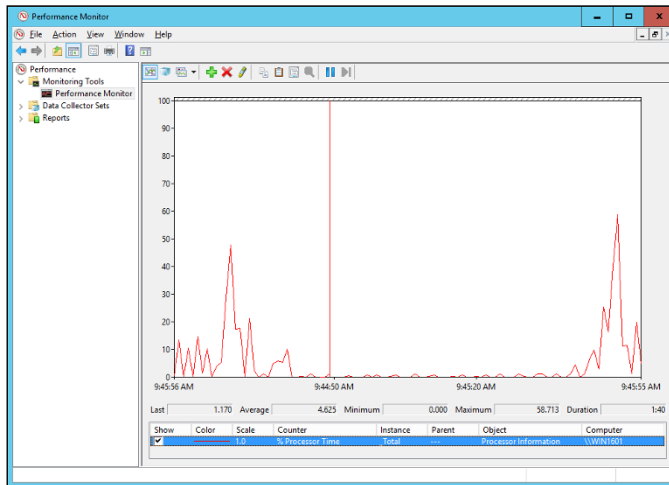 Performance Monitor
File Action View Window Help
Performance
Monitoring Tools
Performance Monitor
Data Collector Sets
Reports
100
90
80
70
60
50
40
30
20
10
0
9:45:56 AM 9:44:50 AM 9:45:20 AM 9:45:55 AM
Last 1.170 Average 4.625 Minimum 0.000 Maximum 58.713 Duration 1:40
Show Color Scale Counter Instance Parent Object Computer
1.0 % Processor Time _Total --- Processor Information \\WIN1601